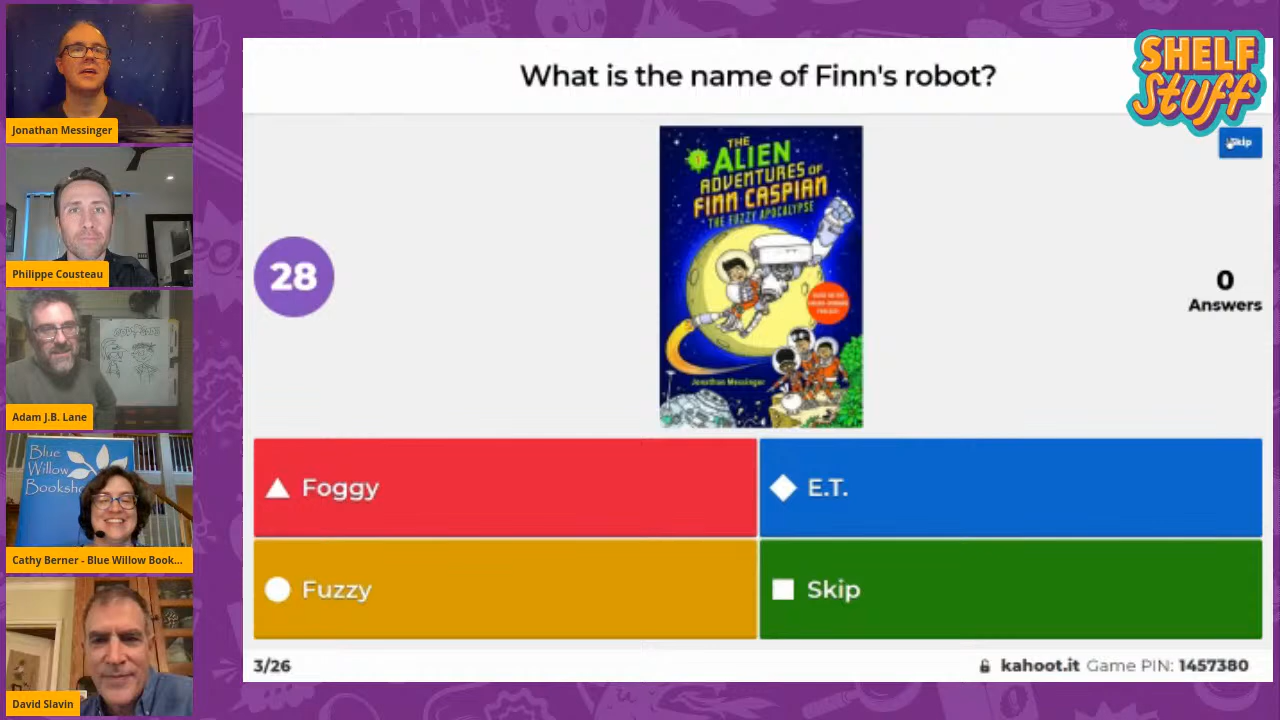 Jonathan Messinger
Philippe Cousteau
Adam J.B. Lane
Blue
Willow
Booksho
Cathy Berner - Blue Willow Book...
David Slavin
What is the name of Finn's robot?
SHELF
STUFF
Skip
28
THE
ALIEN
ADVENTURES OF
FINN CASPIAN
THE FUZZY APOCALYPSE
Jonathan Messinger
0
Answers
Foggy
E.T.
Fuzzy
Skip
3/26
kahoot.it Game PIN: 1457380